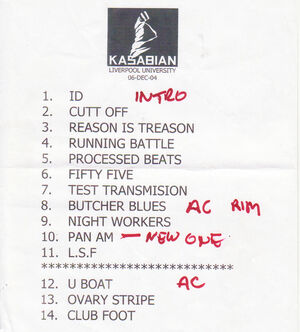 KASABIAN
LIVERPOOL UNIVERSITY
06-DEC-04
1. ID INTRO
2. CUTT OFF
3. REASON IS TREASON
4. RUNNING BATTLE
5. PROCESSED BEATS
6. FIFTY FIVE
7. TEST TRANSMISION
8. BUTCHER BLUES AC RIM
9. NIGHT WORKERS
10. PAN AM — NEW ONE
11. L.S.F
*****************************
12. U BOAT AC
13. OVARY STRIPE
14. CLUB FOOT